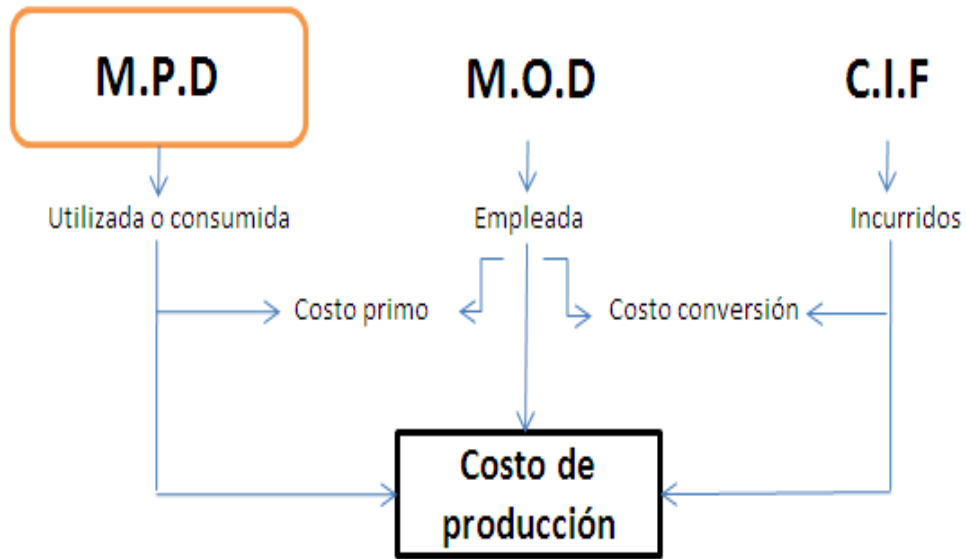 M.P.D
M.O.D
C.I.F
Utilizada o consumida
Empleada
Incurridos
Costo primo
Costo conversión
Costo de
producción